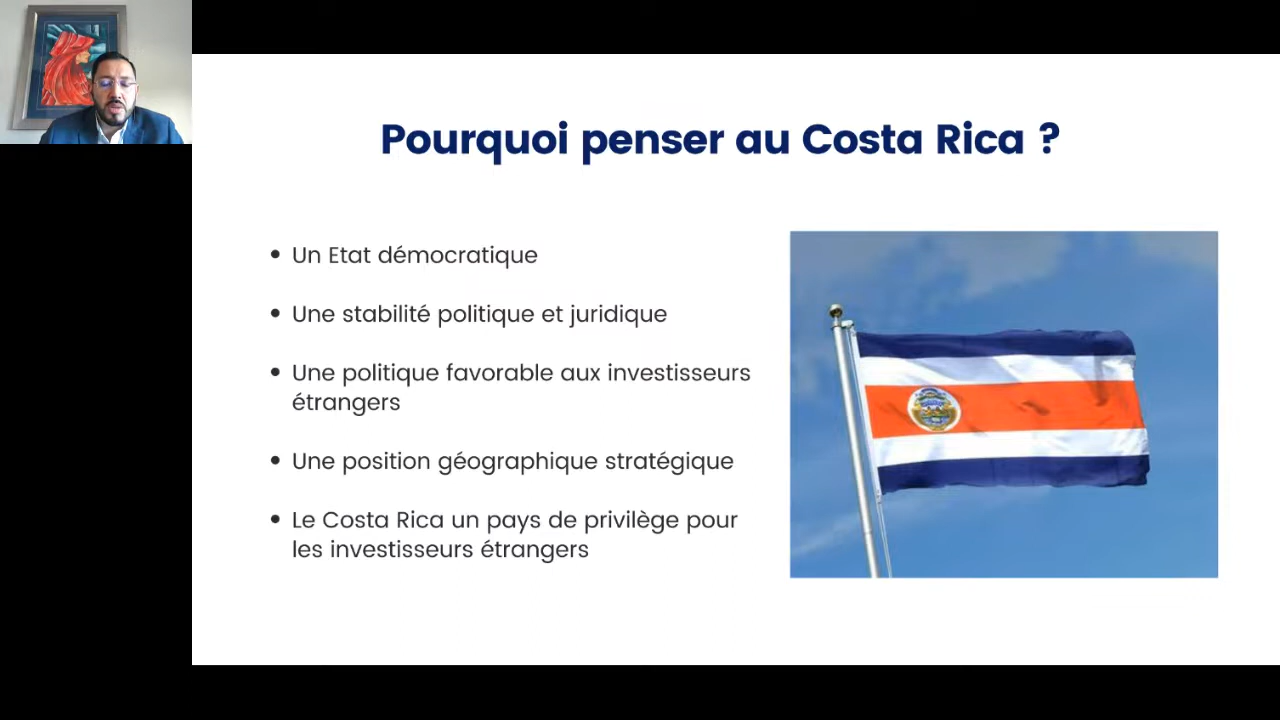 Pourquoi penser au Costa Rica ?
• Un Etat démocratique
• Une stabilité politique et juridique
• Une politique favorable aux investisseurs
étrangers
• Une position géographique stratégique
• Le Costa Rica un pays de privilège pour
les investisseurs étrangers